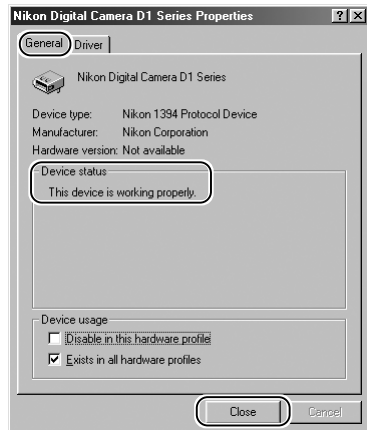 Nikon Digital Camera D1 Series Properties
General Driver
Nikon Digital Camera D1 Series
Device type: Nikon 1394 Protocol Device
Manufacturer: Nikon Corporation
Hardware version: Not available
Device status
This device is working properly.
Device usage
Disable in this hardware profile
Exists in all hardware profiles
Close Cancel